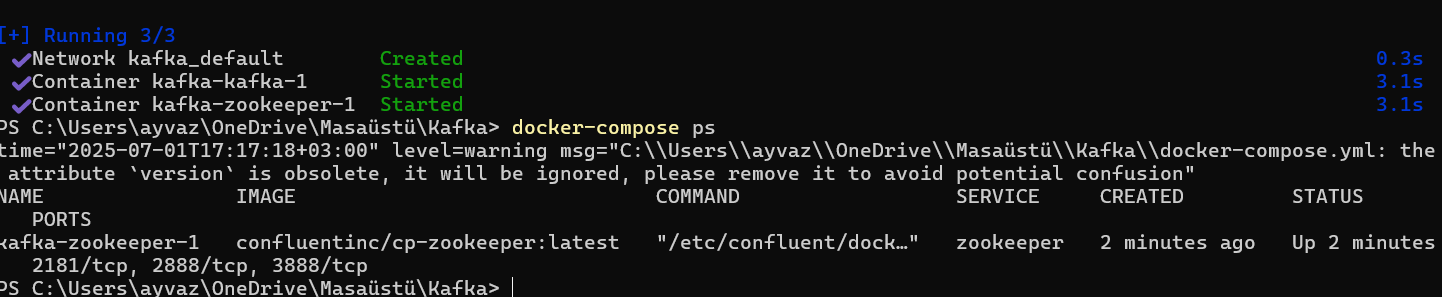 [+] Running 3/3
✔Network kafka_default Created 0.3s
✔Container kafka-kafka-1 Started 3.1s
✔Container kafka-zookeeper-1 Started 3.1s
PS C:\Users\ayvaz\OneDrive\Masaüstü\Kafka> docker-compose ps
time="2025-07-01T17:17:18+03:00" level=warning msg="C:\\Users\\ayvaz\\OneDrive\\Masaüstü\\Kafka\\docker-compose.yml: the
attribute `version` is obsolete, it will be ignored, please remove it to avoid potential confusion"
NAME IMAGE COMMAND SERVICE CREATED STATUS
PORTS
kafka-zookeeper-1 confluentinc/cp-zookeeper:latest "/etc/confluent/dock…" zookeeper 2 minutes ago Up 2 minutes
2181/tcp, 2888/tcp, 3888/tcp
PS C:\Users\ayvaz\OneDrive\Masaüstü\Kafka>